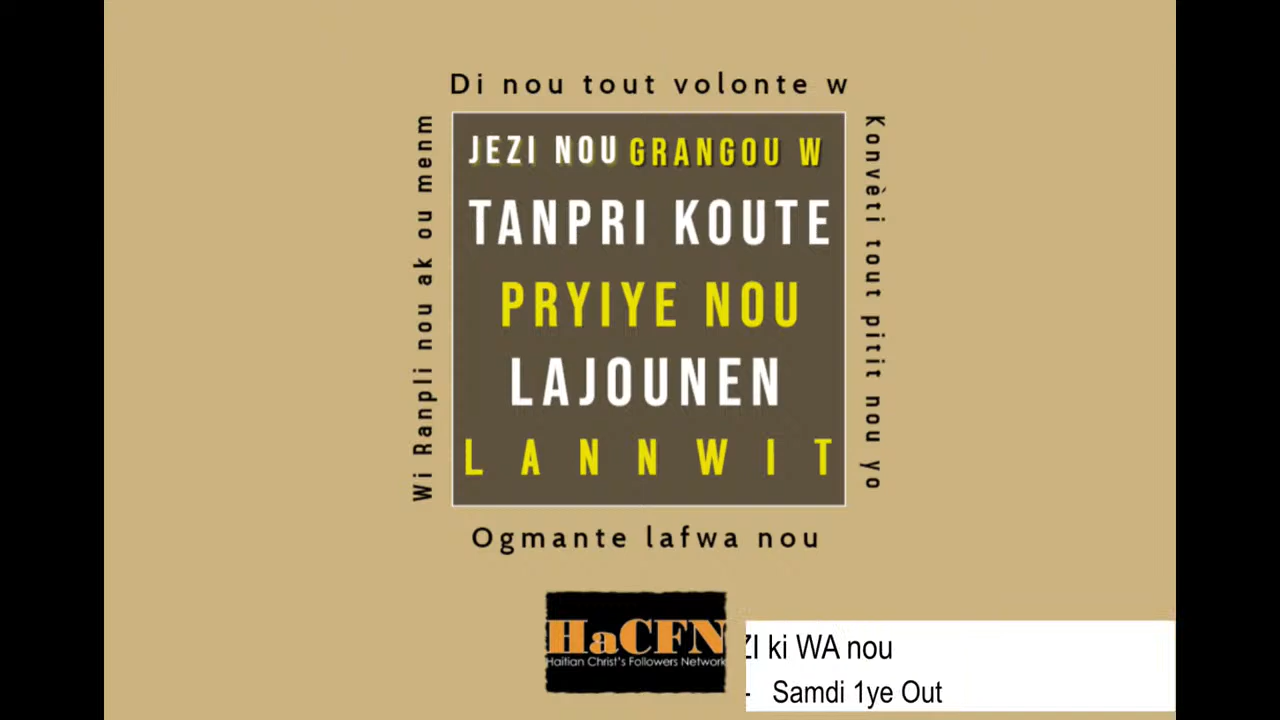 Di nou tout volonte w
Wi Ranpli nou ak ou menm
JEZI NOU GRANGOU W
TANPRI KOUTE
PRYIYE NOU
LAJOUNEN
LANNWIT
Konvèti tout pitit nou yo
Ogmante lafwa nou
HaCFN
Haitian Christ's Followers Network
ki WA nou
- Samdi 1ye Out